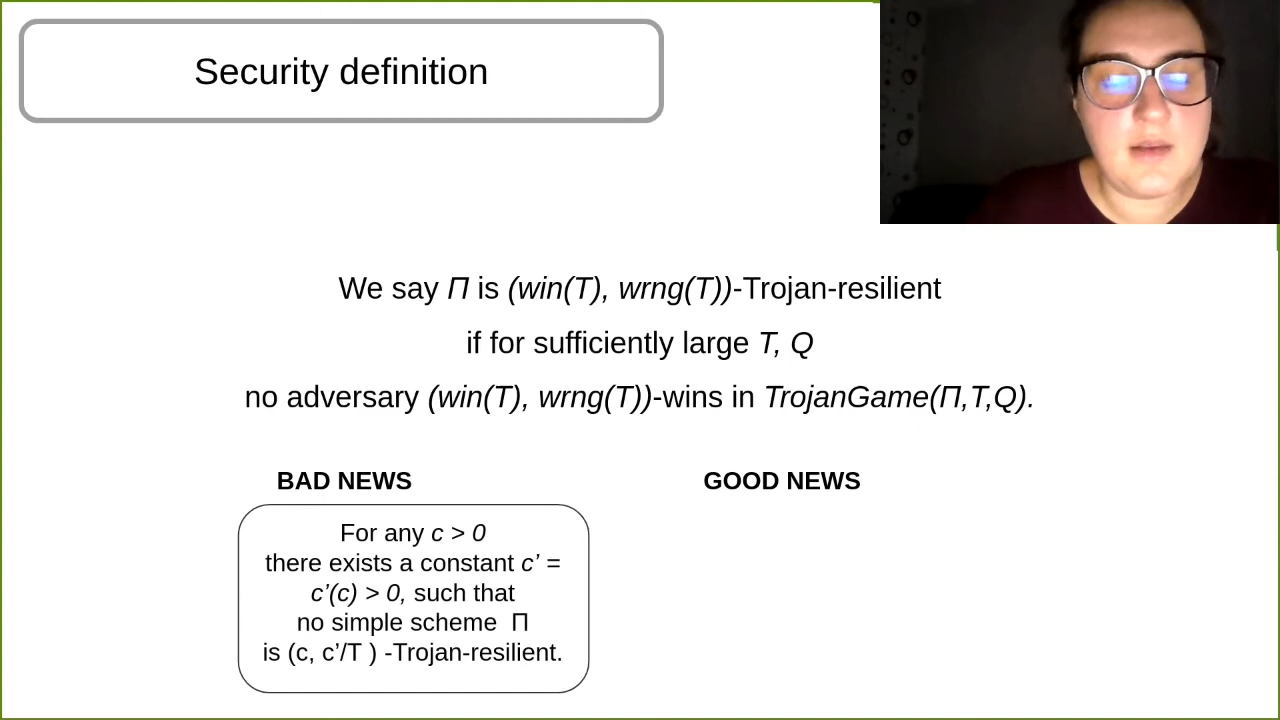 Security definition
We say Π is (win(T), wrng(T))-Trojan-resilient
if for sufficiently large T, Q
no adversary (win(T), wrng(T))-wins in TrojanGame(Π,T,Q).
BAD NEWS
GOOD NEWS
For any c > 0
there exists a constant c’ =
c’(c) > 0, such that
no simple scheme Π
is (c, c’/T ) -Trojan-resilient.